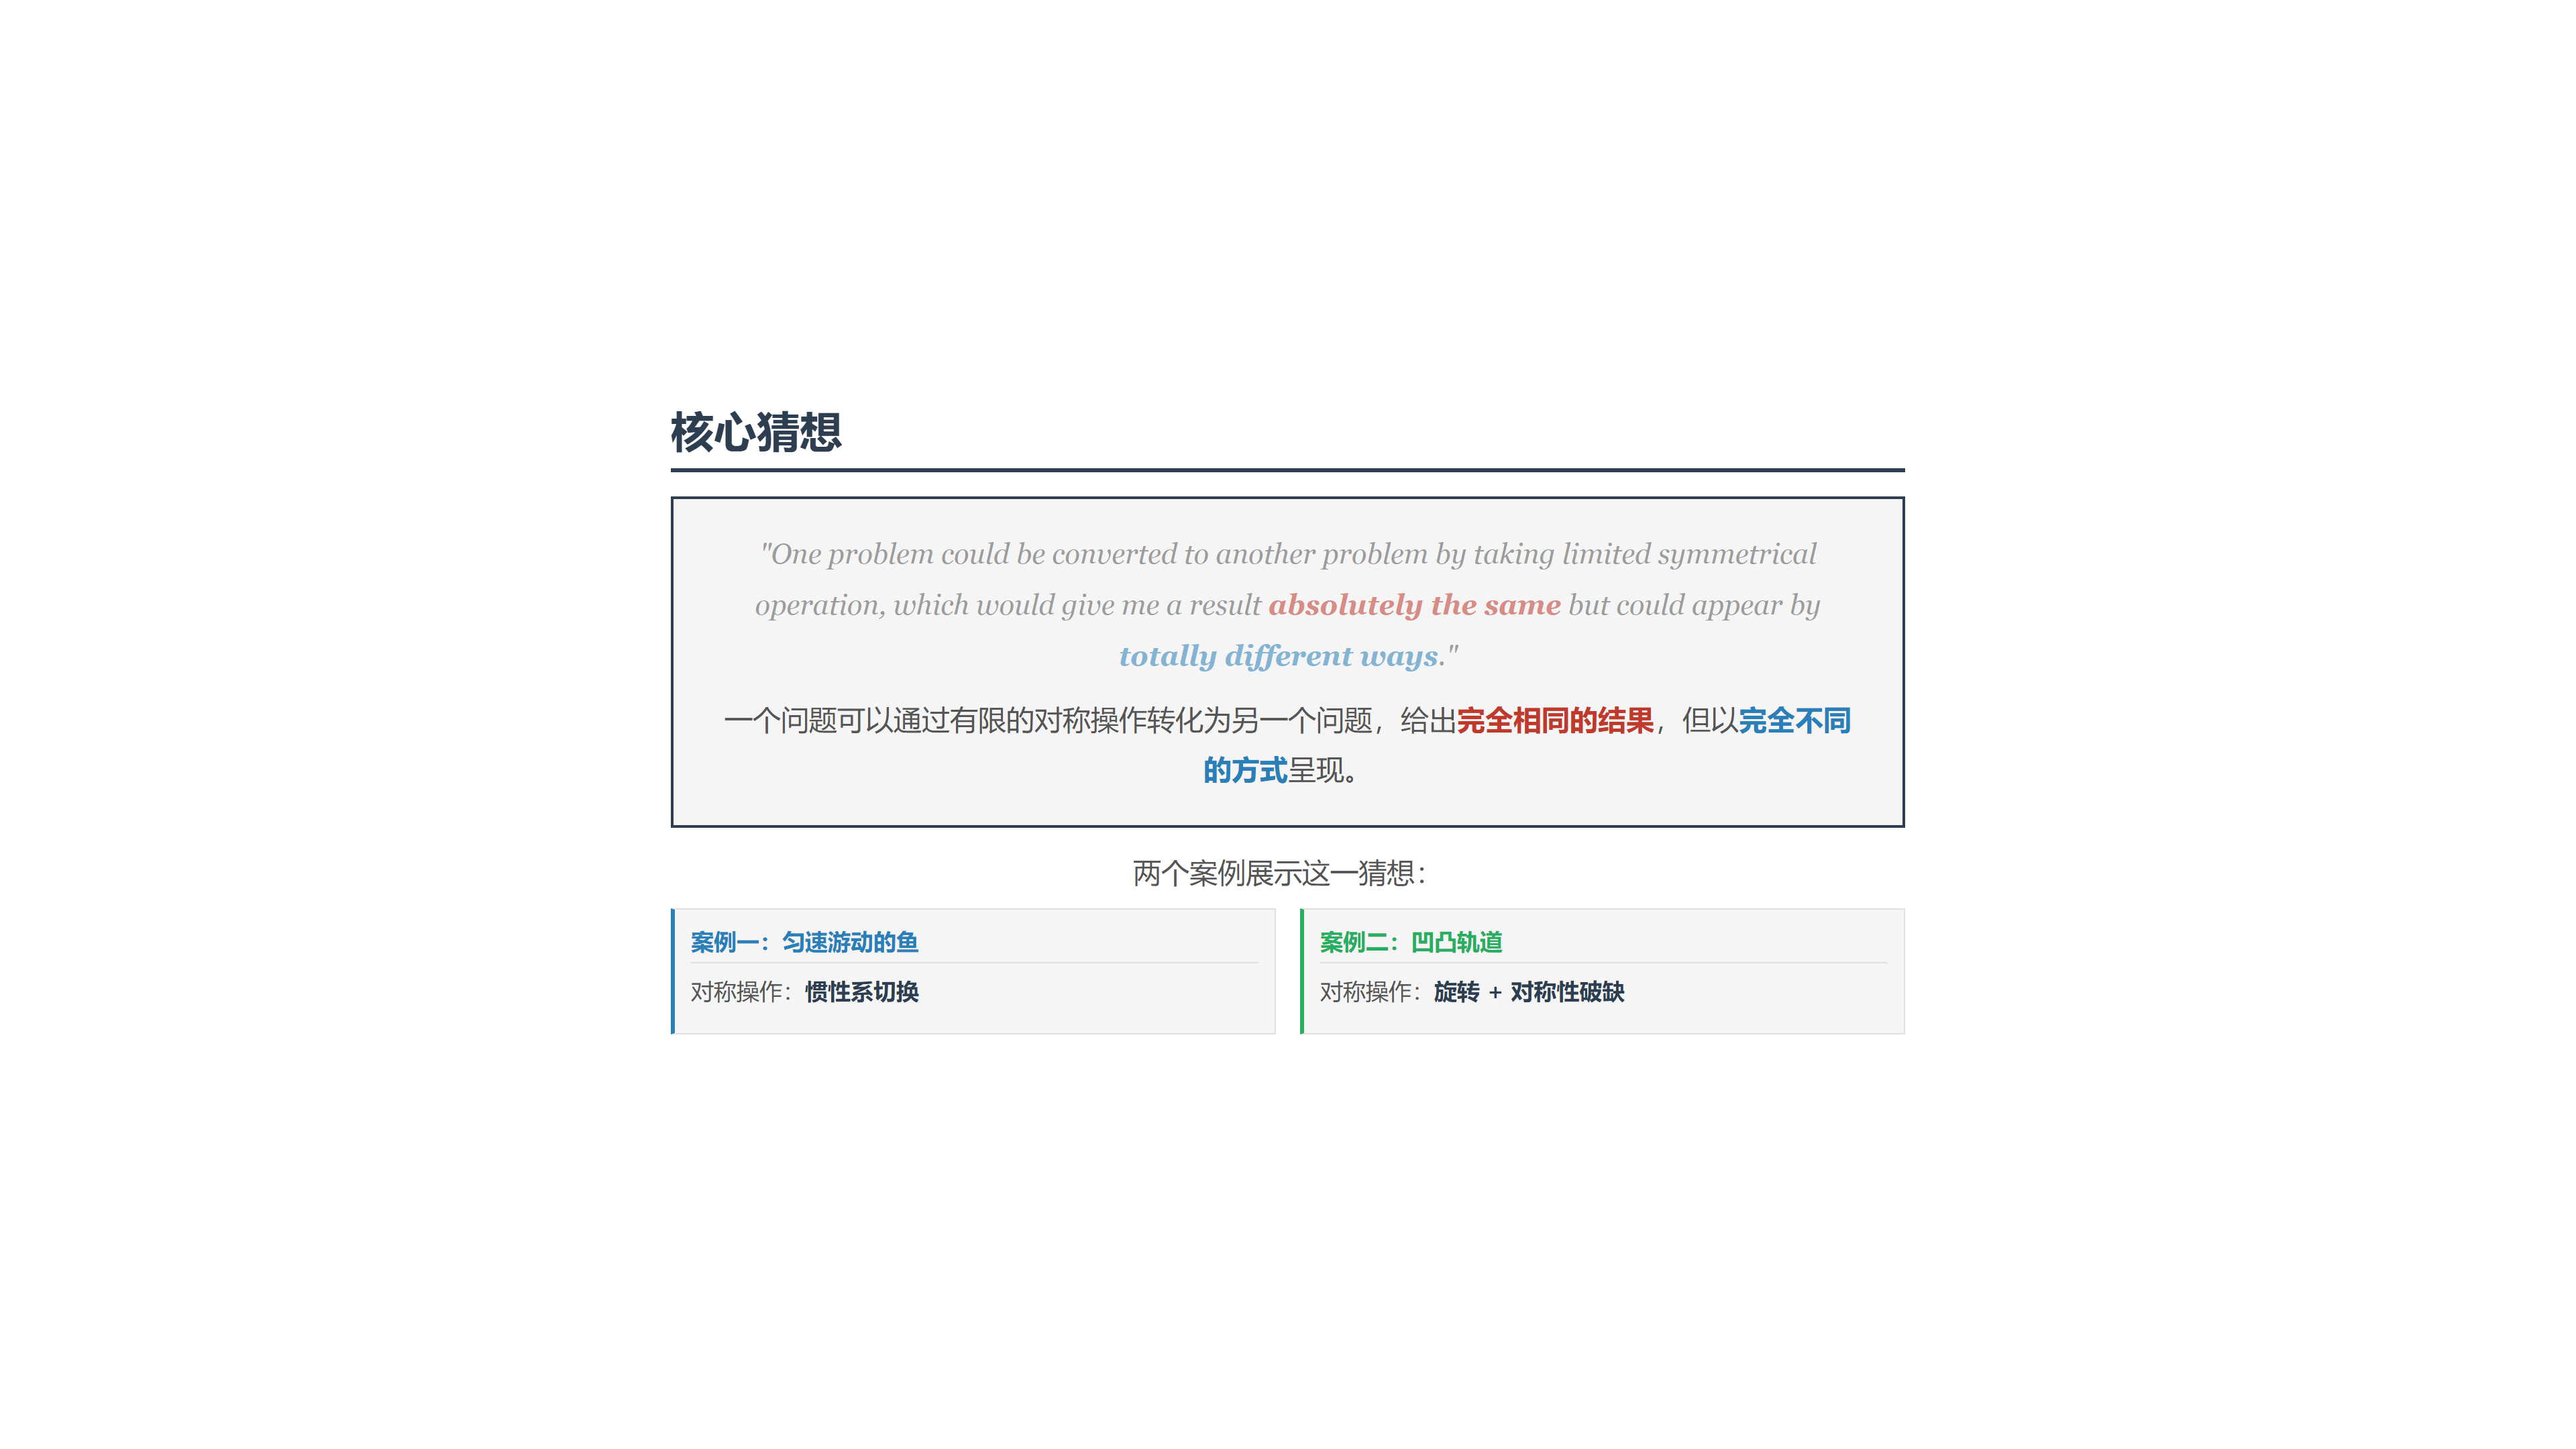 核心猜想
"One problem could be converted to another problem by taking limited symmetrical
operation, which would give me a result absolutely the same but could appear by
totally different ways."
一个问题可以通过有限的对称操作转化为另一个问题，给出完全相同的结果，但以完全不同
的方式呈现。
两个案例展示这一猜想：
案例一：匀速游动的鱼
对称操作：惯性系切换
案例二：凹凸轨道
对称操作：旋转 + 对称性破缺